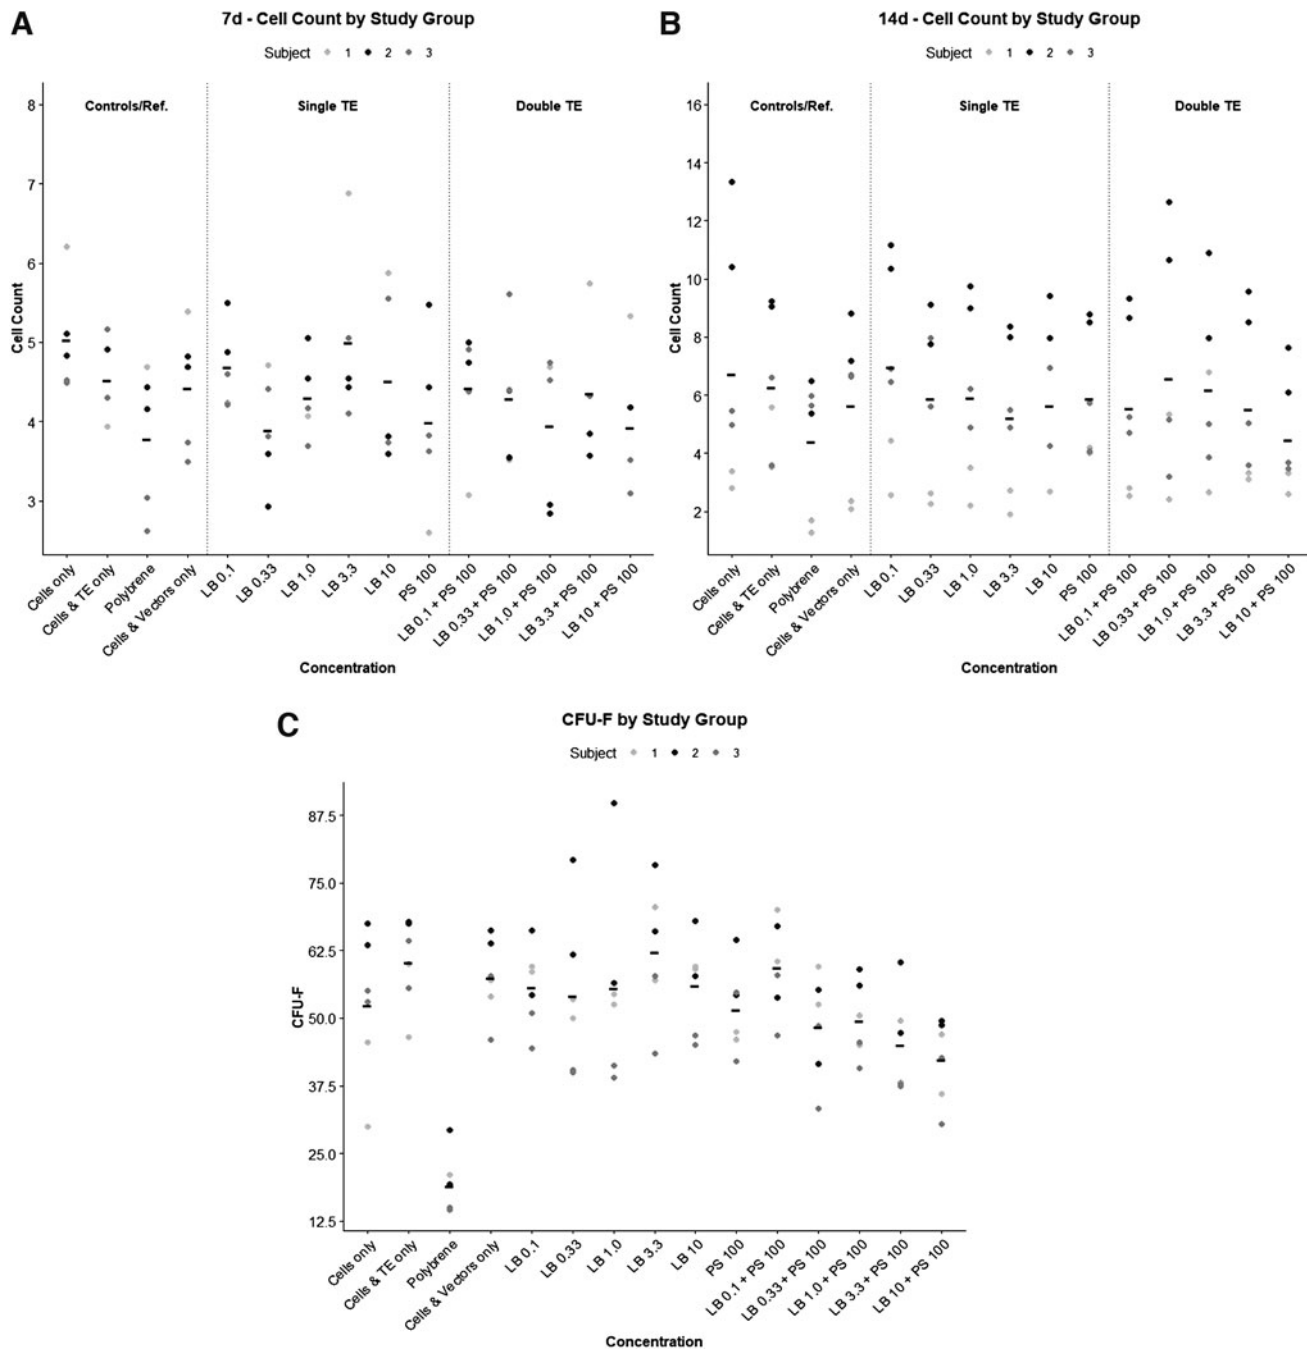 A
7d - Cell Count by Study Group
Subject 1 2 3
Controls/Ref. Single TE Double TE
8
7
6
5
4
3
Cell Count
Cells only
Cells & TE only
Polybrene
Cells & Vectors only
LB 0.1
LB 0.33
LB 1.0
LB 3.3
LB 10
PS 100
LB 0.1 + PS 100
LB 0.33 + PS 100
LB 1.0 + PS 100
LB 3.3 + PS 100
LB 10 + PS 100
Concentration
B
14d - Cell Count by Study Group
Subject 1 2 3
Controls/Ref. Single TE Double TE
16
14
12
10
8
6
4
2
Cell Count
Cells only
Cells & TE only
Polybrene
Cells & Vectors only
LB 0.1
LB 0.33
LB 1.0
LB 3.3
LB 10
PS 100
LB 0.1 + PS 100
LB 0.33 + PS 100
LB 1.0 + PS 100
LB 3.3 + PS 100
LB 10 + PS 100
Concentration
C
CFU-F by Study Group
Subject 1 2 3
87.5
75.0
62.5
50.0
37.5
25.0
12.5
CFU-F
Cells only
Cells & TE only
Polybrene
Cells & Vectors only
LB 0.1
LB 0.33
LB 1.0
LB 3.3
LB 10
PS 100
LB 0.1 + PS 100
LB 0.33 + PS 100
LB 1.0 + PS 100
LB 3.3 + PS 100
LB 10 + PS 100
Concentration